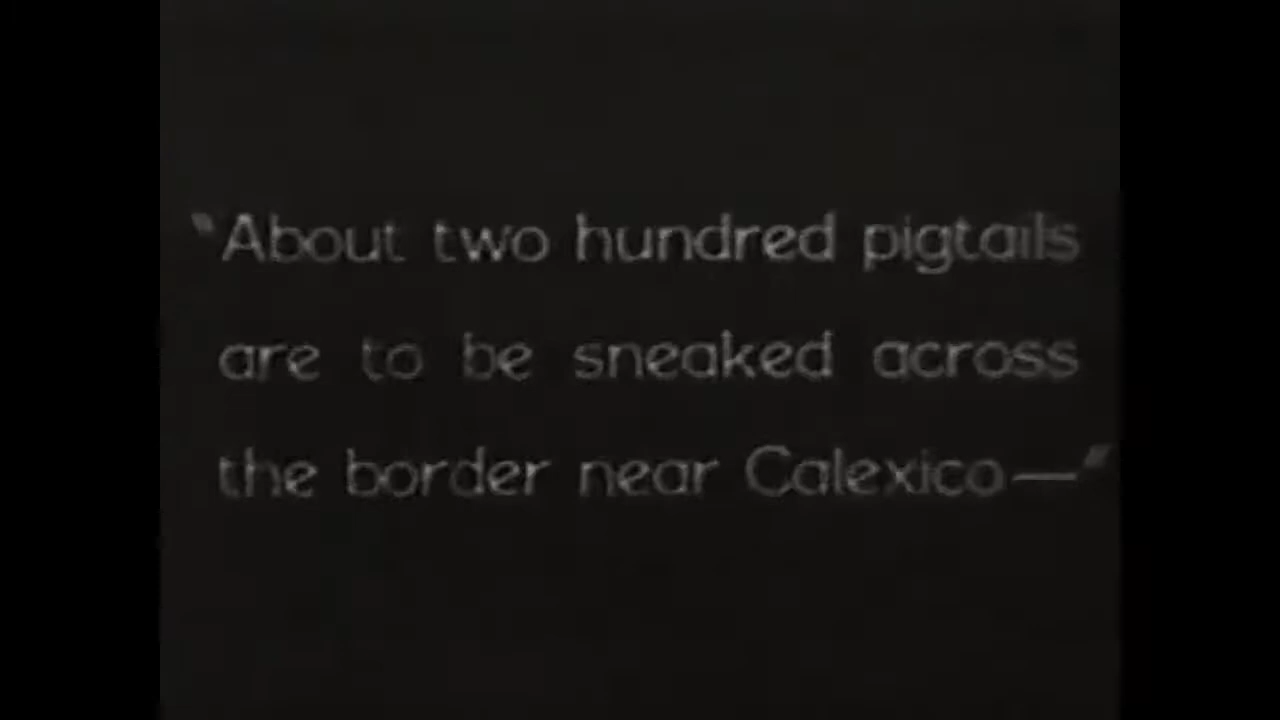 "About two hundred pigtails
are to be sneaked across
the border near Calexico—"